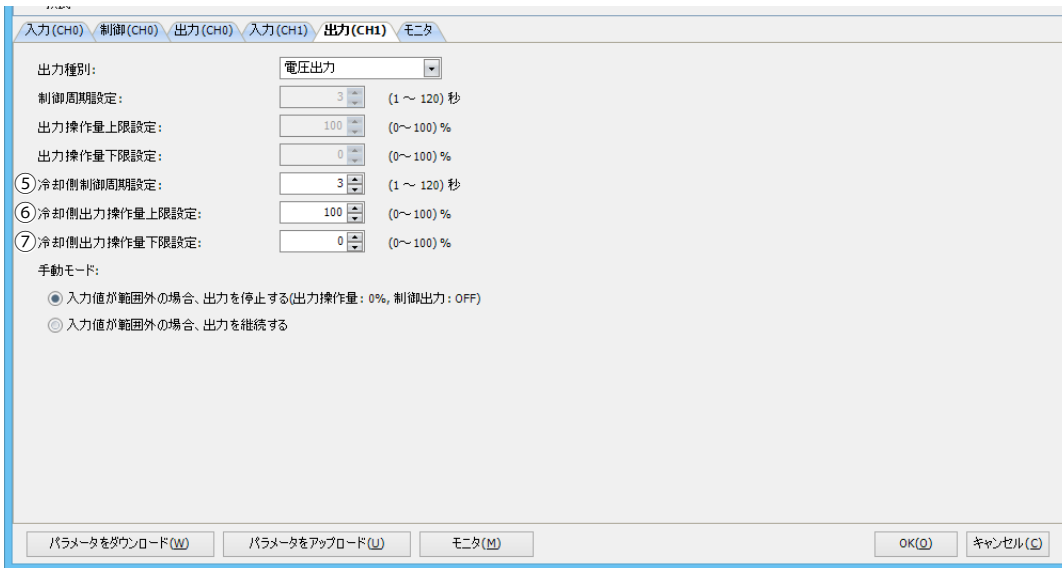 入力(CH0) 制御(CH0) 出力(CH0) 入力(CH1) 出力(CH1) モニタ
出力種別: 電圧出力
制御周期設定: 3 (1 ～ 120) 秒
出力操作量上限設定: 100 (0～100) %
出力操作量下限設定: 0 (0～100) %
⑤冷却側制御周期設定: 3 (1 ～ 120) 秒
⑥冷却側出力操作量上限設定: 100 (0～100) %
⑦冷却側出力操作量下限設定: 0 (0～100) %
手動モード:
入力値が範囲外の場合、出力を停止する(出力操作量: 0%, 制御出力: OFF)
入力値が範囲外の場合、出力を継続する
パラメータをダウンロード(W) パラメータをアップロード(U) モニタ(M) OK(O) キャンセル(C)